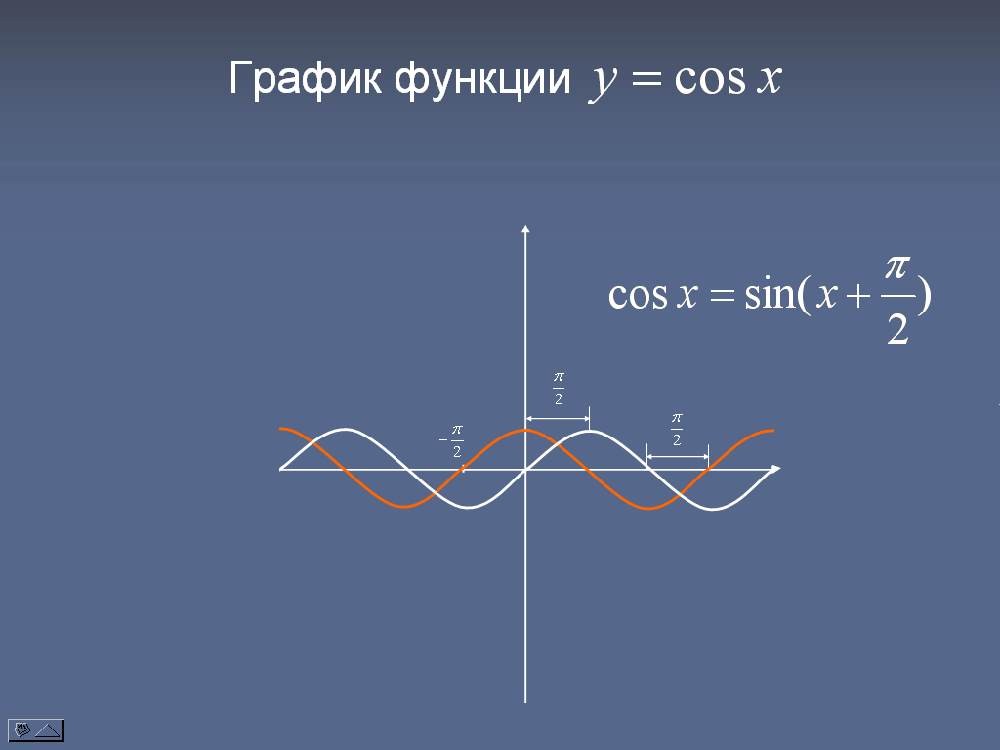 График функции y = cos x
cos x = sin( x + π/2 )
π/2
π/2
−π/2